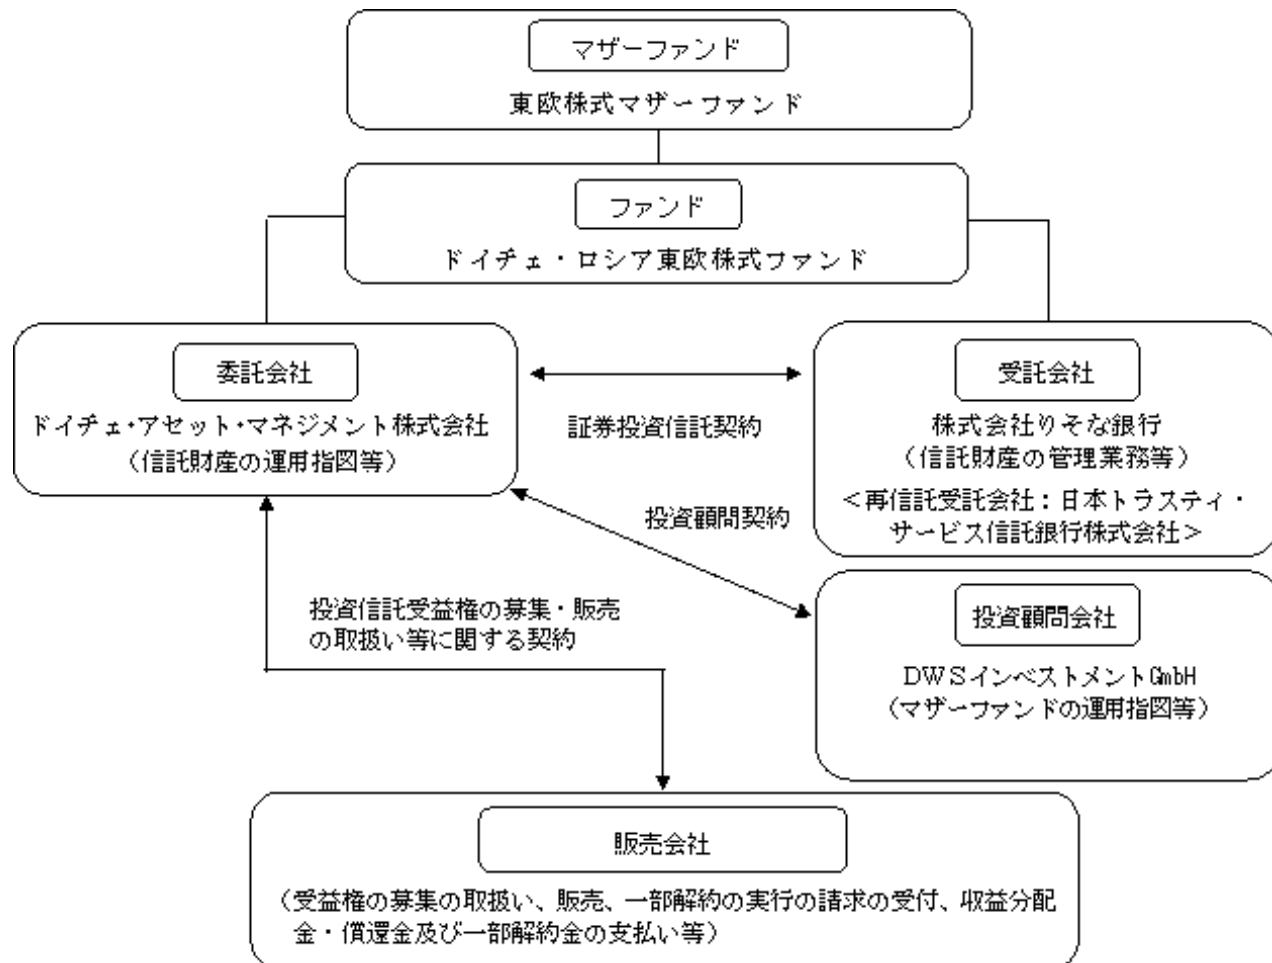 マザーファンド
東欧株式マザーファンド
ファンド
ドイチェ・ロシア東欧株式ファンド
委託会社
ドイチェ・アセット・マネジメント株式会社
（信託財産の運用指図等）
証券投資信託契約
受託会社
株式会社りそな銀行
（信託財産の管理業務等）
＜再信託受託会社：日本トラスティ・
サービス信託銀行株式会社＞
投資顧問契約
投資顧問会社
ＤＷＳインベストメントGmbH
（マザーファンドの運用指図等）
投資信託受益権の募集・販売
の取扱い等に関する契約
販売会社
（受益権の募集の取扱い、販売、一部解約の実行の請求の受付、収益分配
金・償還金及び一部解約金の支払い等）